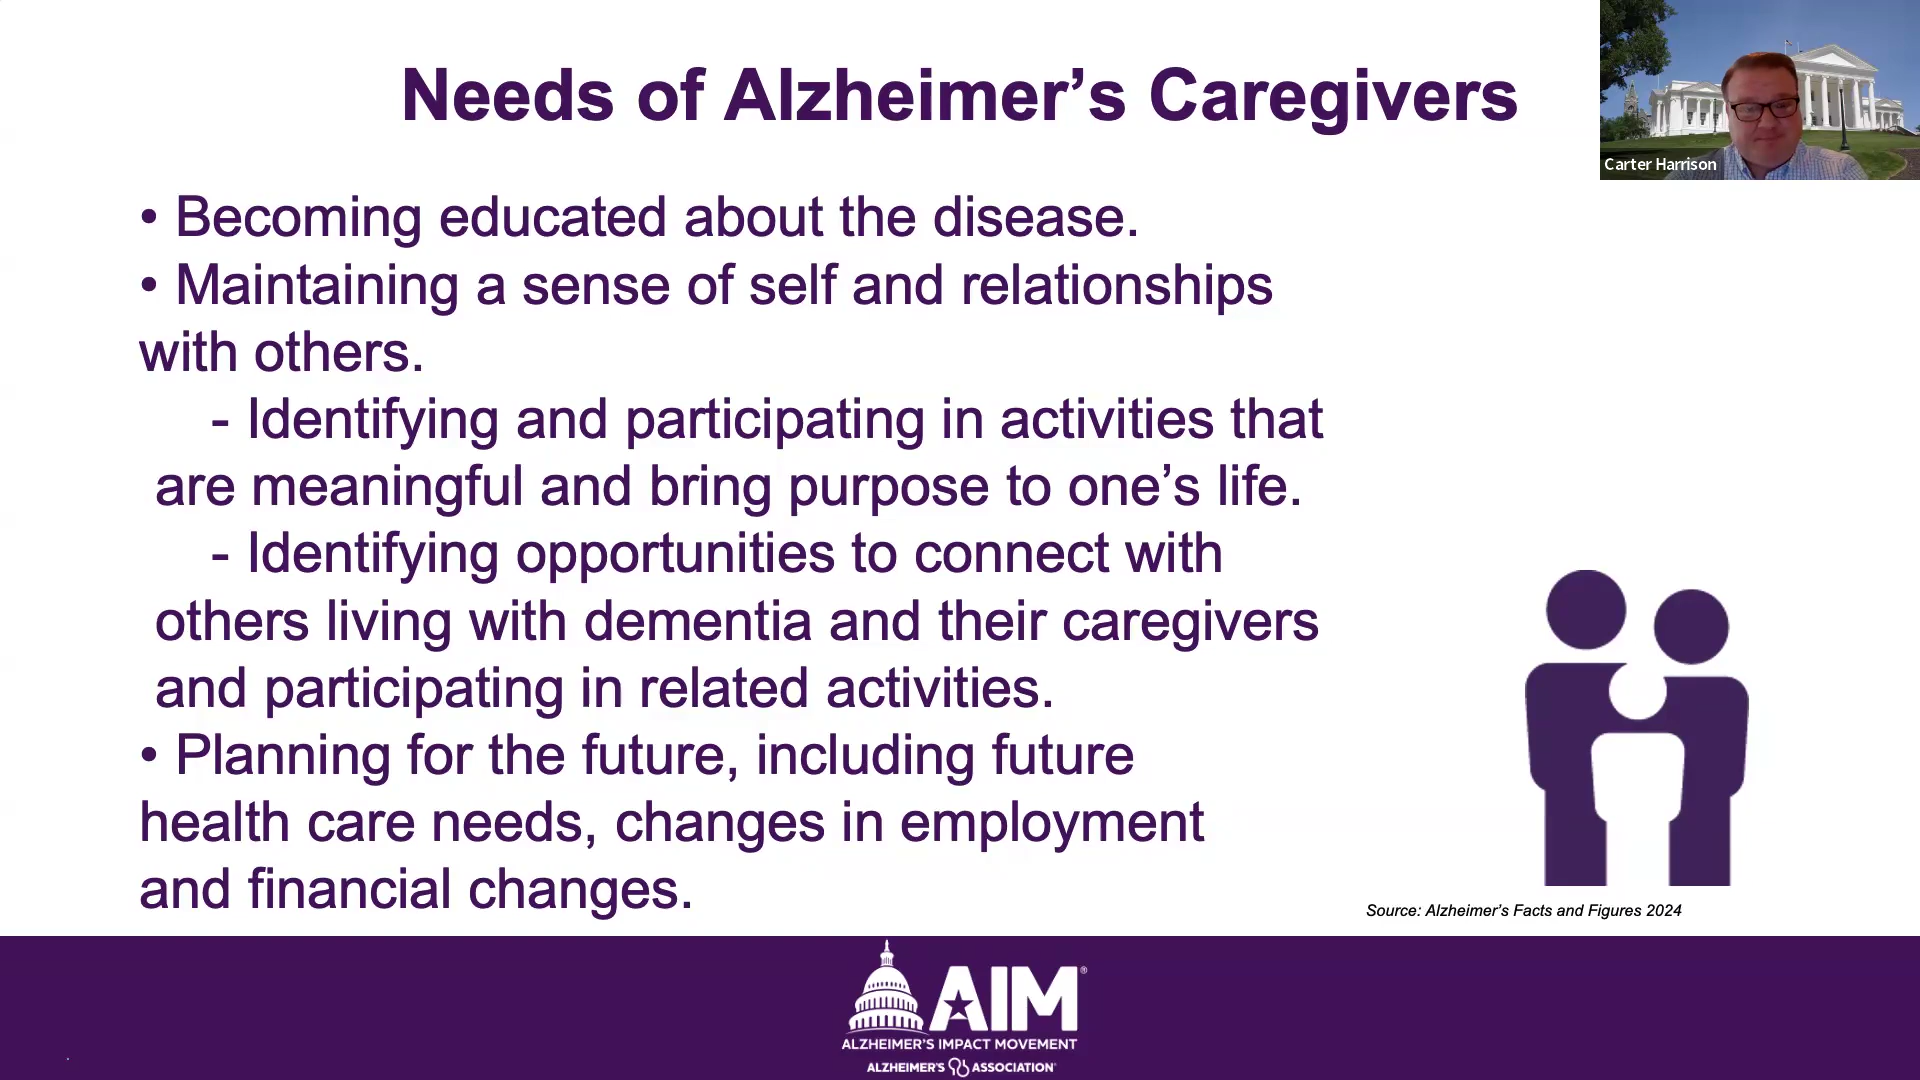 Needs of Alzheimer’s Caregivers
Carter Harrison
• Becoming educated about the disease.
• Maintaining a sense of self and relationships
with others.
- Identifying and participating in activities that
are meaningful and bring purpose to one’s life.
- Identifying opportunities to connect with
others living with dementia and their caregivers
and participating in related activities.
• Planning for the future, including future
health care needs, changes in employment
and financial changes.
Source: Alzheimer’s Facts and Figures 2024
AIM®
ALZHEIMER’S IMPACT MOVEMENT
ALZHEIMER’S ASSOCIATION®